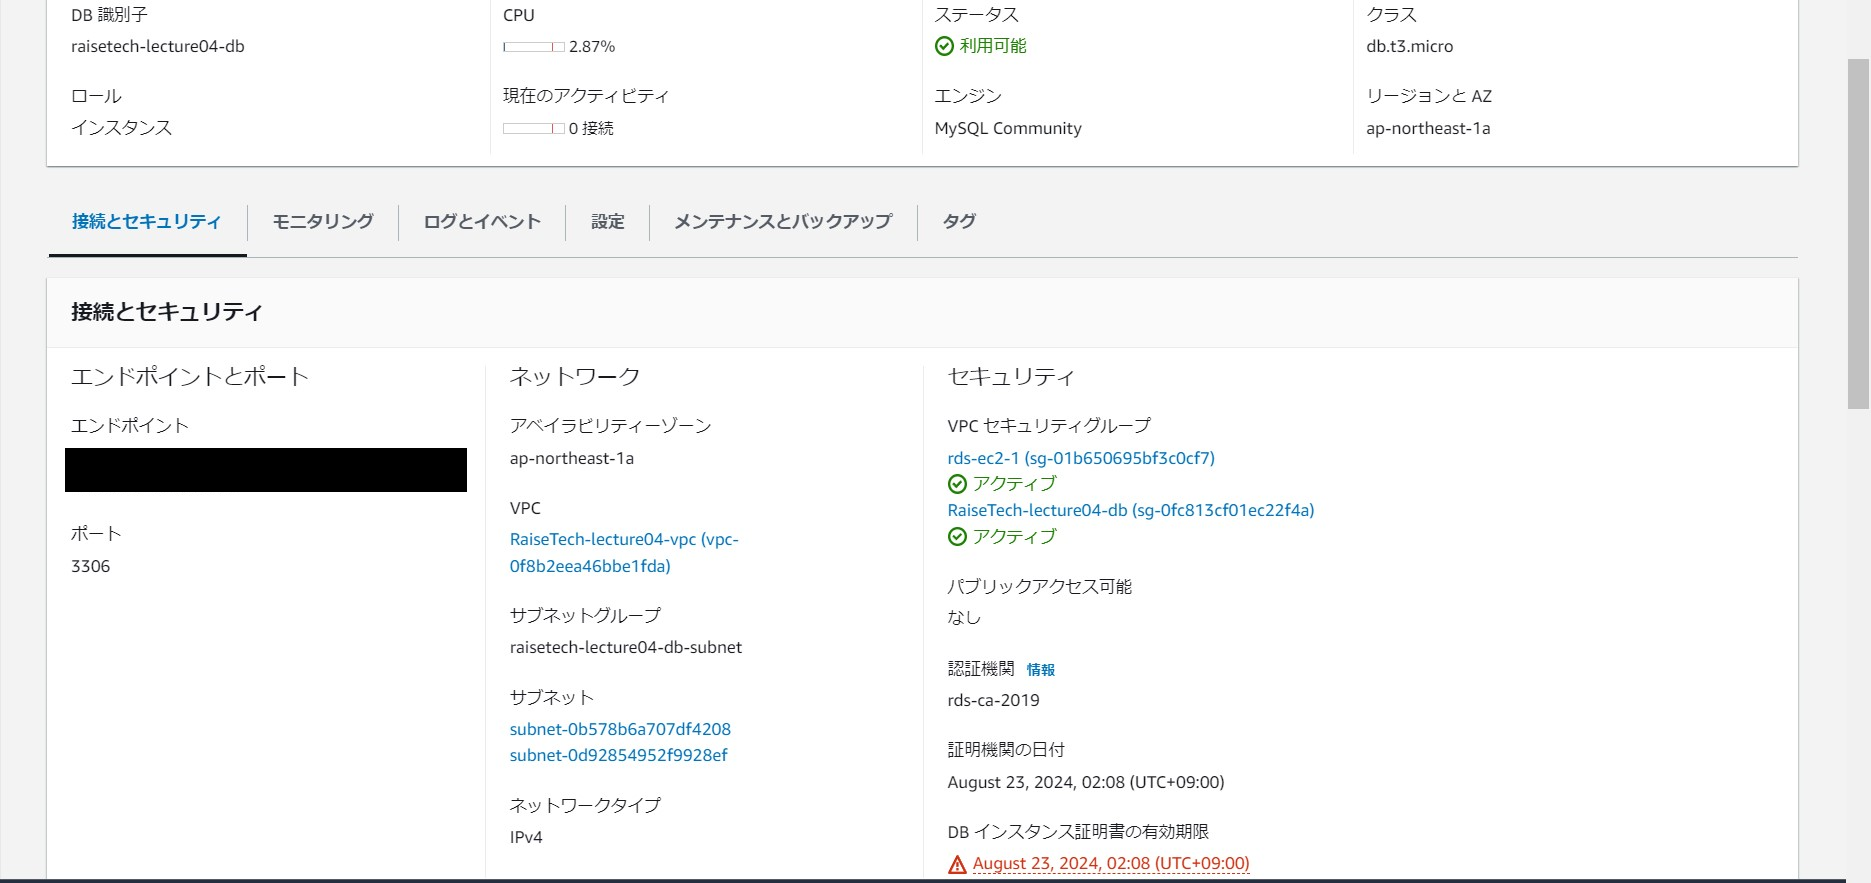 DB 識別子
raisetech-lecture04-db
CPU
2.87%
ステータス
利用可能
クラス
db.t3.micro
ロール
インスタンス
現在のアクティビティ
0 接続
エンジン
MySQL Community
リージョンと AZ
ap-northeast-1a
接続とセキュリティ
モニタリング
ログとイベント
設定
メンテナンスとバックアップ
タグ
接続とセキュリティ
エンドポイントとポート
エンドポイント
ポート
3306
ネットワーク
アベイラビリティーゾーン
ap-northeast-1a
VPC
RaiseTech-lecture04-vpc (vpc-
0f8b2eea46bbe1fda)
サブネットグループ
raisetech-lecture04-db-subnet
サブネット
subnet-0b578b6a707df4208
subnet-0d92854952f9928ef
ネットワークタイプ
IPv4
セキュリティ
VPC セキュリティグループ
rds-ec2-1 (sg-01b650695bf3c0cf7)
アクティブ
RaiseTech-lecture04-db (sg-0fc813cf01ec22f4a)
アクティブ
パブリックアクセス可能
なし
認証機関 情報
rds-ca-2019
証明機関の日付
August 23, 2024, 02:08 (UTC+09:00)
DB インスタンス証明書の有効期限
August 23, 2024, 02:08 (UTC+09:00)